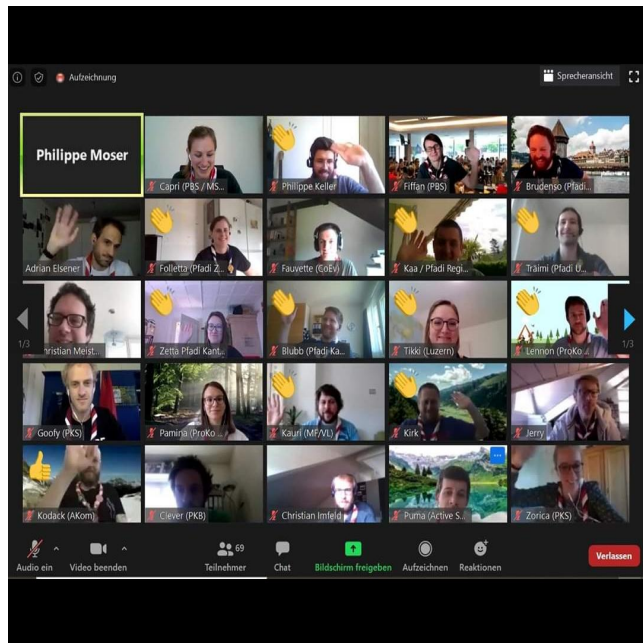 Aufzeichnung
Sprecheransicht
Philippe Moser
Capri (PBS / MS...
Philippe Keller
Fiffan (PBS)
Brudenso (Pfadi...
Adrian Elsener
Folletta (Pfadi Z...
Fauvette (CoEv)
Kaa / Pfadi Regi...
Träimi (Pfadi U...
hristian Meist...
Zetta Pfadi Kant...
Blubb (Pfadi Ka...
Tikki (Luzern)
Lennon (ProKo ...
1/3
1/3
Goofy (PKS)
Pamina (ProKo ...
Kauri (MF/VL)
Kirk
Jerry
Kodack (AKom)
Clever (PKB)
Christian Imfeld
Puma (Active S...
Zorica (PKS)
69
Audio ein
Video beenden
Teilnehmer
Chat
Bildschirm freigeben
Aufzeichnen
Reaktionen
Verlassen